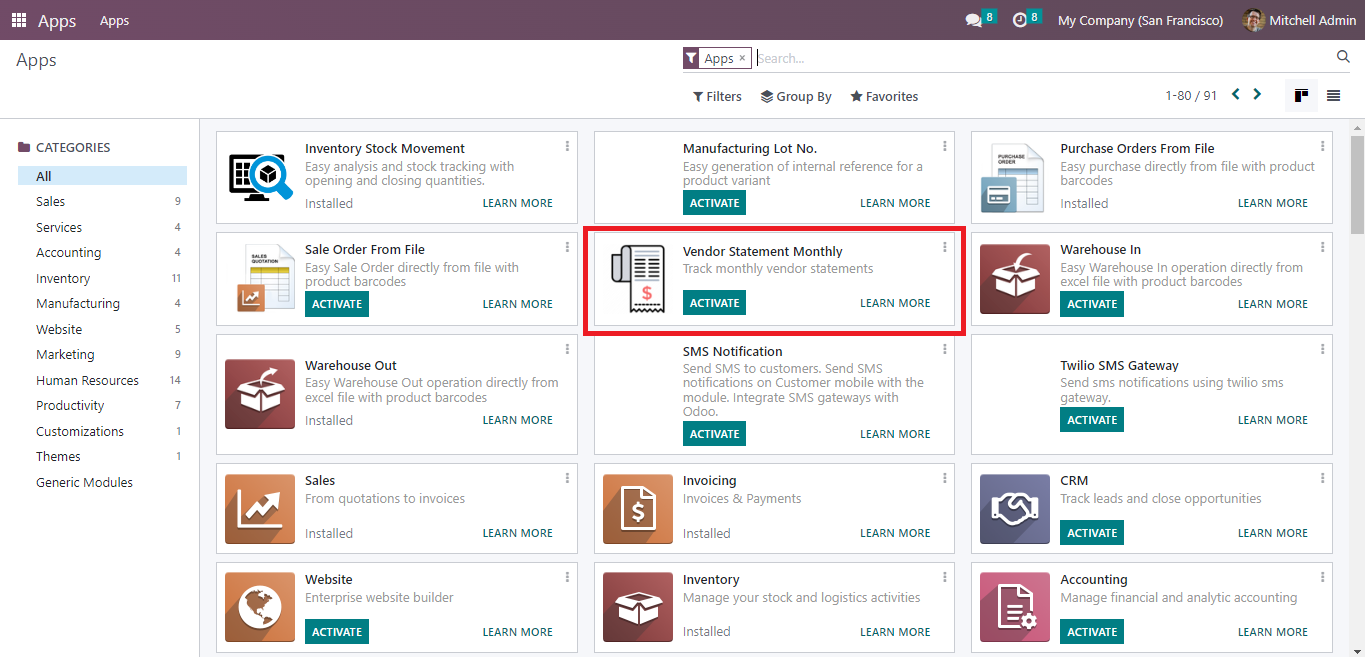 Apps
Apps
8
8
My Company (San Francisco)
Mitchell Admin
Apps
Apps ×
Search...
Filters
Group By
Favorites
1-80 / 91
CATEGORIES
All
Sales 9
Services 4
Accounting 4
Inventory 11
Manufacturing 4
Website 5
Marketing 9
Human Resources 14
Productivity 7
Customizations 1
Themes 1
Generic Modules
Inventory Stock Movement
Easy analysis and stock tracking with
opening and closing quantities.
Installed
LEARN MORE
Manufacturing Lot No.
Easy generation of internal reference for a
product variant
ACTIVATE
LEARN MORE
PURCHASE
ORDER
Purchase Orders From File
Easy purchase directly from file with product
barcodes
Installed
LEARN MORE
SALES
QUOTATION
Sale Order From File
Easy Sale Order directly from file with
product barcodes
ACTIVATE
LEARN MORE
$
Vendor Statement Monthly
Track monthly vendor statements
ACTIVATE
LEARN MORE
Warehouse In
Easy Warehouse In operation directly from
excel file with product barcodes
ACTIVATE
LEARN MORE
Warehouse Out
Easy Warehouse Out operation directly from
excel file with product barcodes
Installed
LEARN MORE
SMS Notification
Send SMS to customers. Send SMS
notifications on Customer mobile with the
module. Integrate SMS gateways with
Odoo.
ACTIVATE
LEARN MORE
Twilio SMS Gateway
Send sms notifications using twilio sms
gateway.
ACTIVATE
LEARN MORE
Sales
From quotations to invoices
Installed
LEARN MORE
$
Invoicing
Invoices & Payments
Installed
LEARN MORE
CRM
Track leads and close opportunities
ACTIVATE
LEARN MORE
Website
Enterprise website builder
ACTIVATE
LEARN MORE
Inventory
Manage your stock and logistics activities
Installed
LEARN MORE
Accounting
Manage financial and analytic accounting
ACTIVATE
LEARN MORE